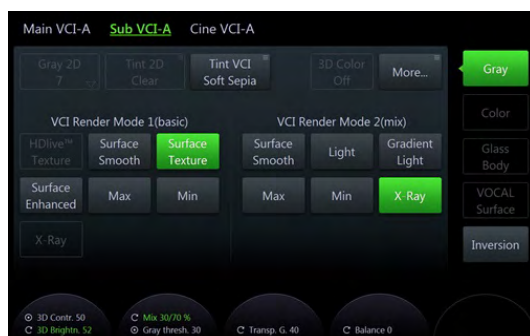 Main VCI-A Sub VCI-A Cine VCI-A
Gray 2D
7
Tint 2D
Clear
Tint VCI
Soft Sepia
3D Color
Off
More...
Gray
VCI Render Mode 1(basic)
VCI Render Mode 2(mix)
Color
HDlive™
Texture
Surface
Smooth
Surface
Texture
Surface
Smooth
Light
Gradient
Light
Glass
Body
Surface
Enhanced
Max
Min
Max
Min
X-Ray
VOCAL
Surface
X-Ray
Inversion
3D Contr. 50
3D Brightn. 52
Mix 30/70 %
Gray thresh. 30
Transp. G. 40
Balance 0